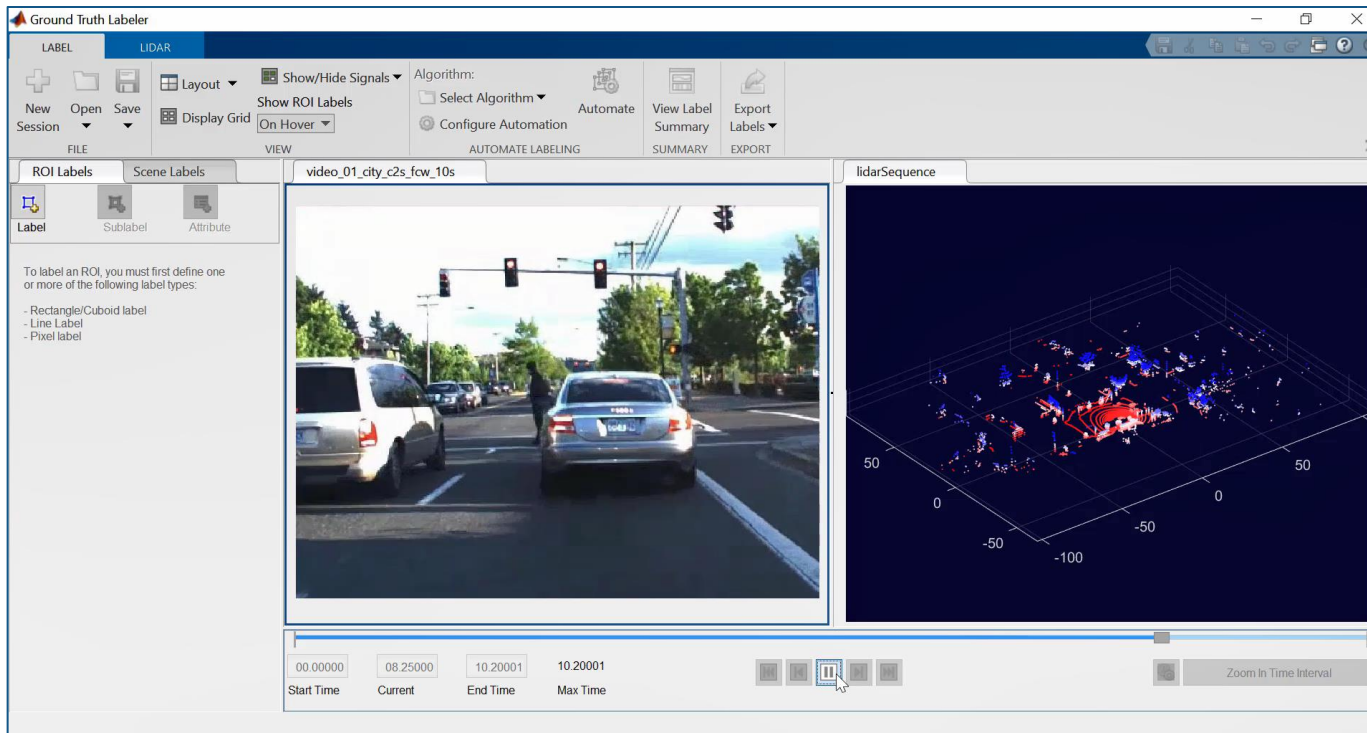 Ground Truth Labeler
LABEL
LIDAR
New
Session
Open
Save
FILE
Layout
Display Grid
Show/Hide Signals
Show ROI Labels
On Hover
VIEW
Algorithm:
Select Algorithm
Configure Automation
Automate
AUTOMATE LABELING
View Label
Summary
SUMMARY
Export
Labels
EXPORT
ROI Labels
Scene Labels
Label
Sublabel
Attribute
To label an ROI, you must first define one
or more of the following label types:
- Rectangle/Cuboid label
- Line Label
- Pixel label
video_01_city_c2s_fcw_10s
lidarSequence
50
0
-50
-100
-50
0
50
00.00000
08.25000
10.20001
10.20001
Start Time
Current
End Time
Max Time
Zoom In Time Interval